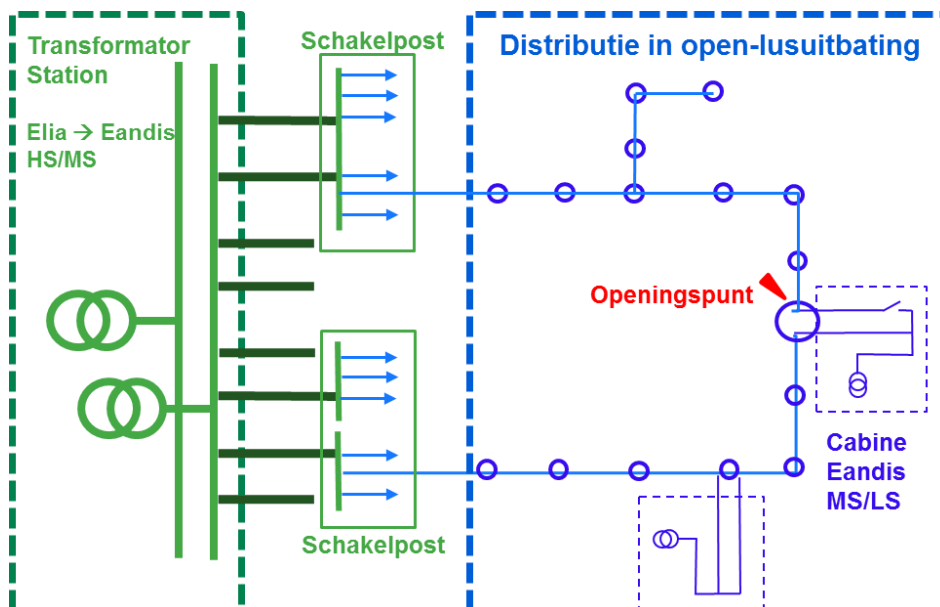 Transformator
Station
Elia → Eandis
HS/MS
Schakelpost
Distributie in open-lusuitbating
Openingspunt
Cabine
Eandis
MS/LS
Schakelpost